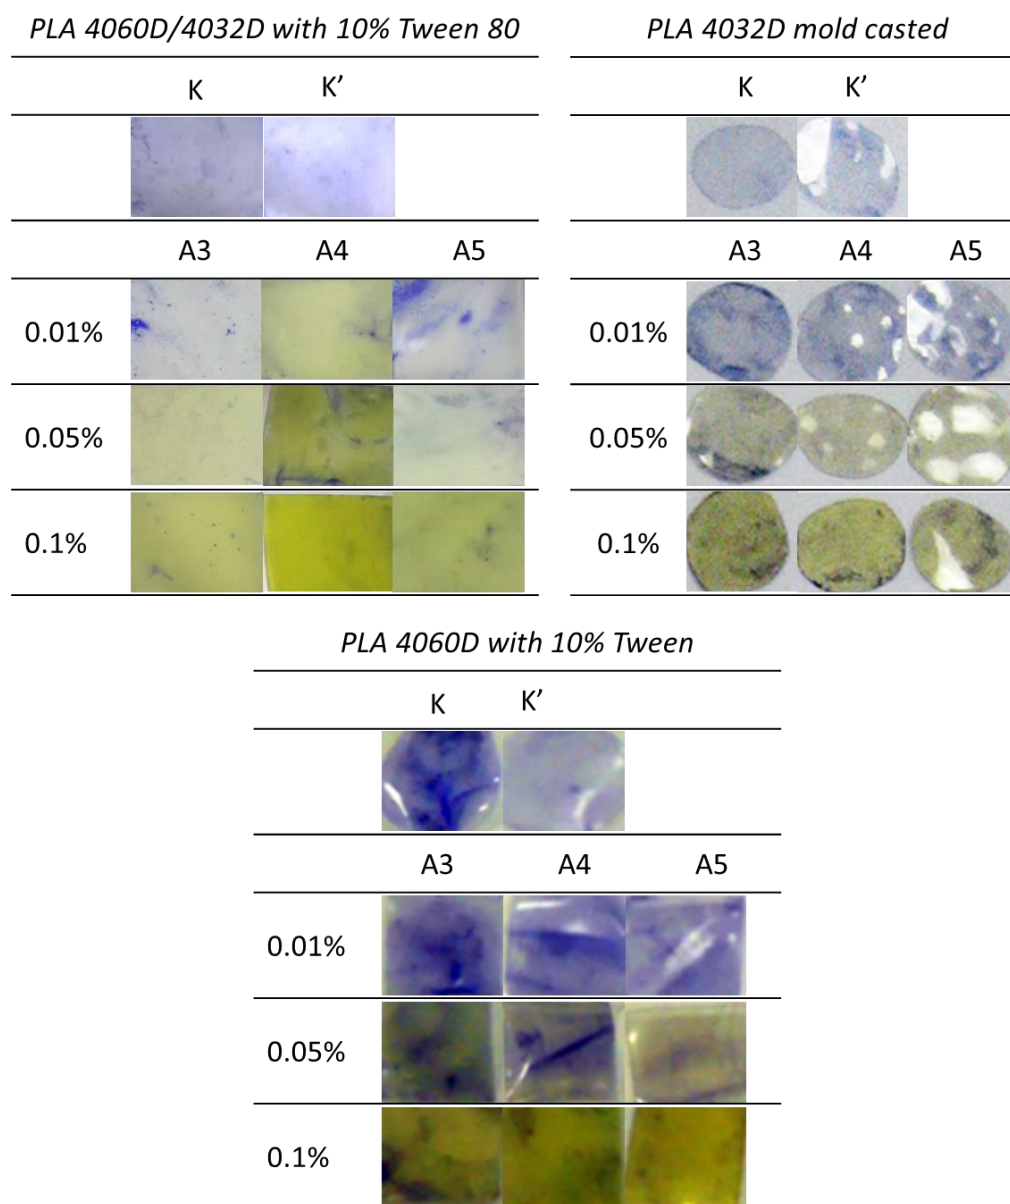 PLA 4060D/4032D with 10% Tween 80
K K’
A3 A4 A5
0.01%
0.05%
0.1%
PLA 4032D mold casted
K K’
A3 A4 A5
0.01%
0.05%
0.1%
PLA 4060D with 10% Tween
K K’
A3 A4 A5
0.01%
0.05%
0.1%